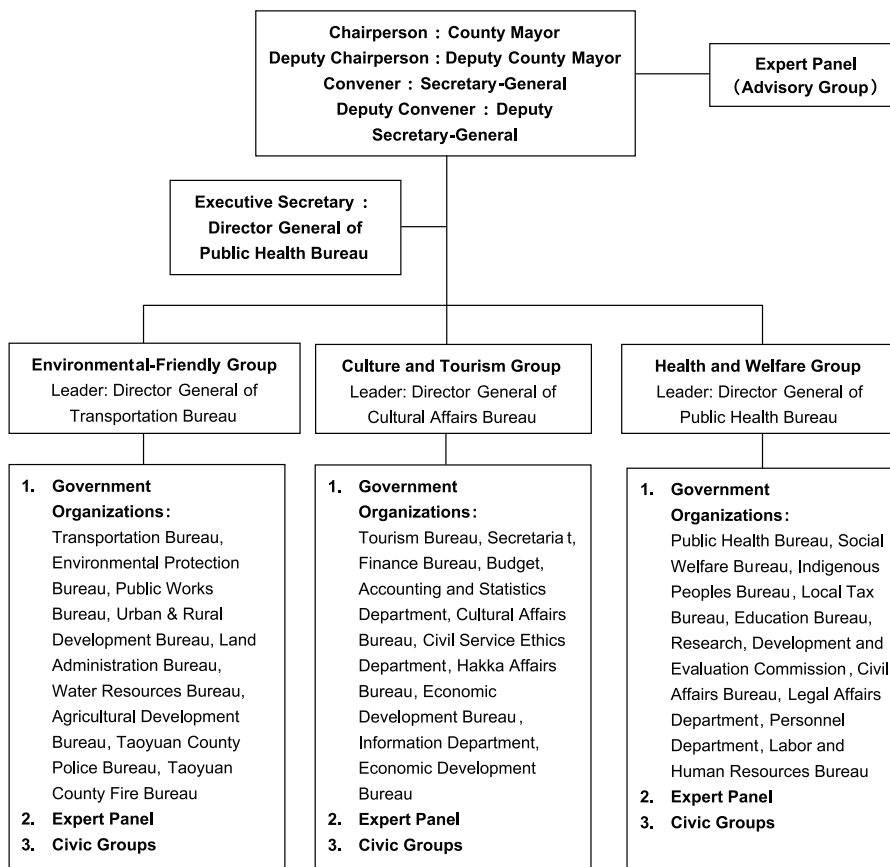 Chairperson : County Mayor
Deputy Chairperson : Deputy County Mayor
Convener : Secretary-General
Deputy Convener : Deputy
Secretary-General
Expert Panel
(Advisory Group)
Executive Secretary :
Director General of
Public Health Bureau
Environmental-Friendly Group
Leader: Director General of
Transportation Bureau
Culture and Tourism Group
Leader: Director General of
Cultural Affairs Bureau
Health and Welfare Group
Leader: Director General of
Public Health Bureau
1. Government
Organizations:
Transportation Bureau,
Environmental Protection
Bureau, Public Works
Bureau, Urban & Rural
Development Bureau, Land
Administration Bureau,
Water Resources Bureau,
Agricultural Development
Bureau, Taoyuan County
Police Bureau, Taoyuan
County Fire Bureau
2. Expert Panel
3. Civic Groups
1. Government
Organizations:
Tourism Bureau, Secretariat,
Finance Bureau, Budget,
Accounting and Statistics
Department, Cultural Affairs
Bureau, Civil Service Ethics
Department, Hakka Affairs
Bureau, Economic
Development Bureau,
Information Department,
Economic Development
Bureau
2. Expert Panel
3. Civic Groups
1. Government
Organizations:
Public Health Bureau, Social
Welfare Bureau, Indigenous
Peoples Bureau, Local Tax
Bureau, Education Bureau,
Research, Development and
Evaluation Commission, Civil
Affairs Bureau, Legal Affairs
Department, Personnel
Department, Labor and
Human Resources Bureau
2. Expert Panel
3. Civic Groups